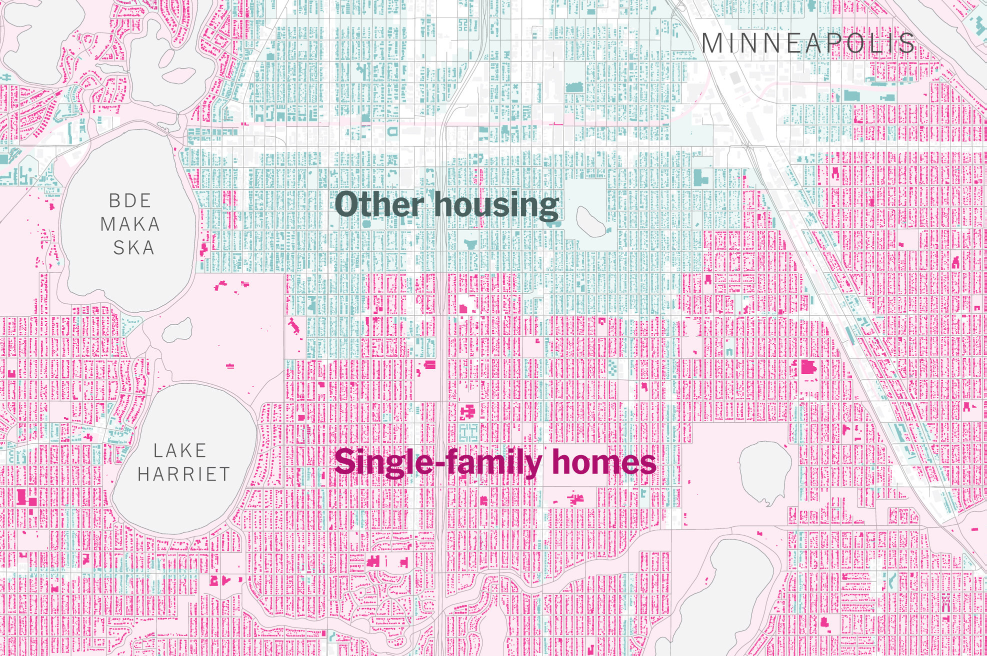 MINNEAPOLIS
BDE
MAKA
SKA
Other housing
LAKE
HARRIET
Single-family homes